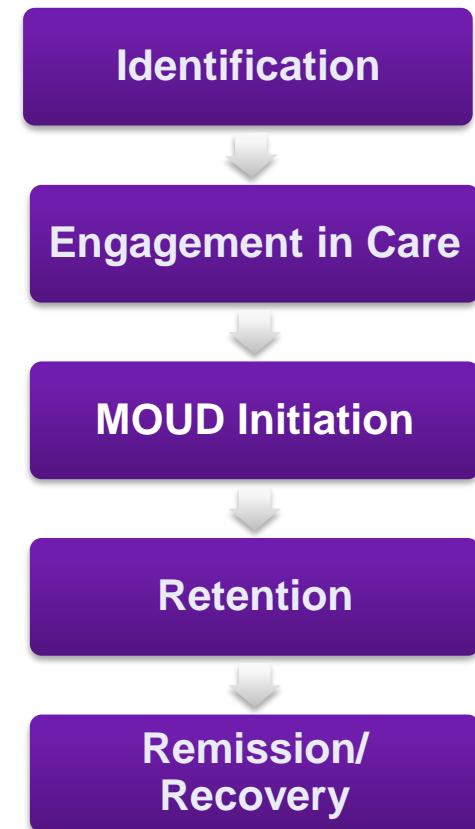 Identification
Engagement in Care
MOUD Initiation
Retention
Remission/
Recovery